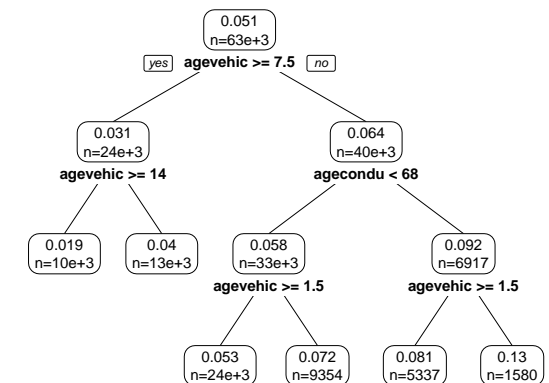 0.051
n=63e+3
yes agevehic >= 7.5 no
0.031
n=24e+3
agevehic >= 14
0.064
n=40e+3
agecondu < 68
0.019
n=10e+3
0.04
n=13e+3
0.058
n=33e+3
agevehic >= 1.5
0.092
n=6917
agevehic >= 1.5
0.053
n=24e+3
0.072
n=9354
0.081
n=5337
0.13
n=1580